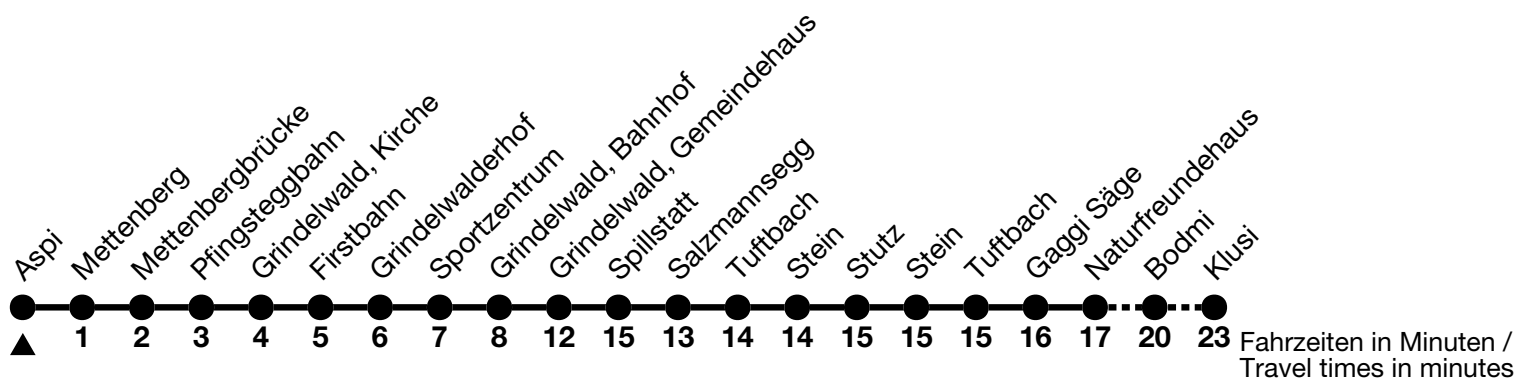 Aspi
Mettenberg
Mettenbergbrücke
Pfingsteggbahn
Grindelwald, Kirche
Firstbahn
Grindelwalderhof
Sportzentrum
Grindelwald, Bahnhof
Grindelwald, Gemeindehaus
Spillstatt
Salzmannsegg
Tuftbach
Stein
Stutz
Stein
Tuftbach
Gaggi Säge
Naturfreundehaus
Bodmi
Klusi
1 2 3 4 5 6 7 8 12 15 13 14 14 15 15 15 16 17 20 23
Fahrzeiten in Minuten /
Travel times in minutes